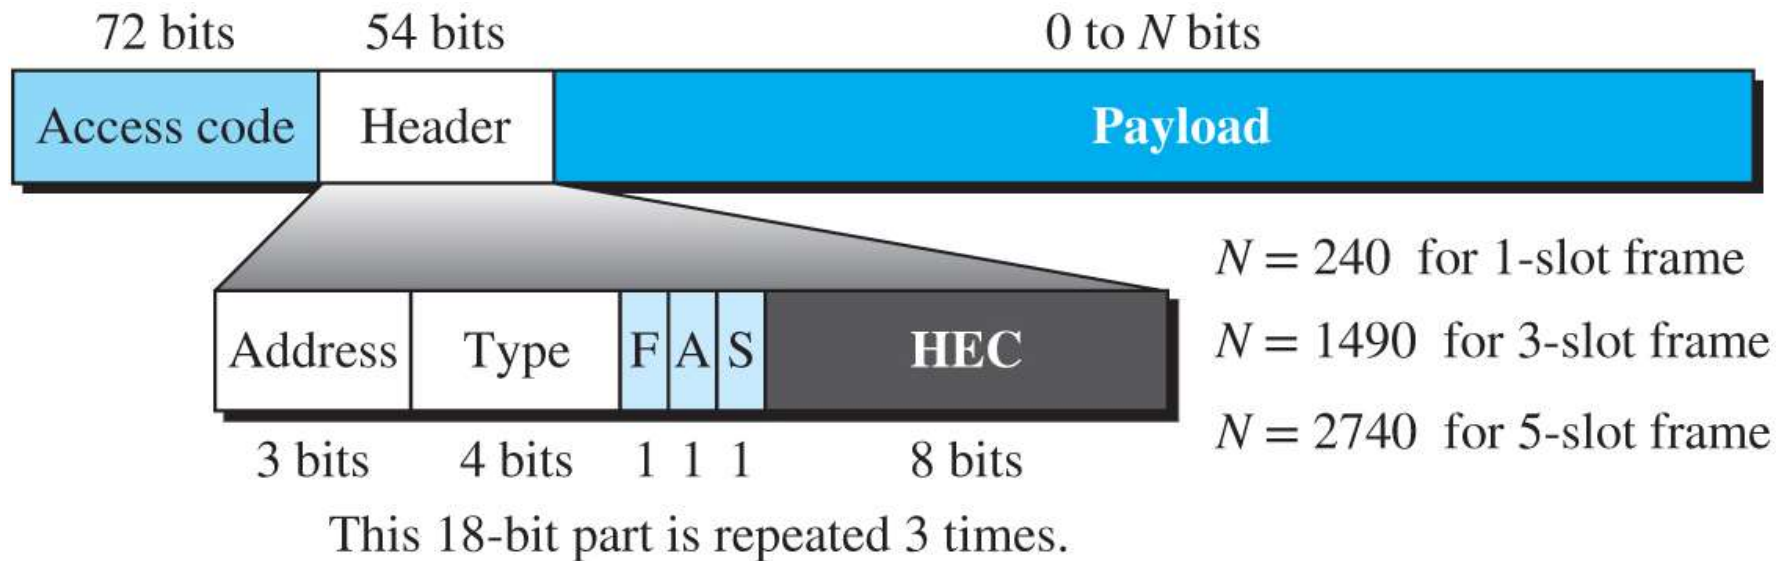 72 bits 54 bits 0 to N bits
Access code Header Payload
N = 240 for 1-slot frame
Address Type F A S HEC
N = 1490 for 3-slot frame
N = 2740 for 5-slot frame
3 bits 4 bits 1 1 1 8 bits
This 18-bit part is repeated 3 times.